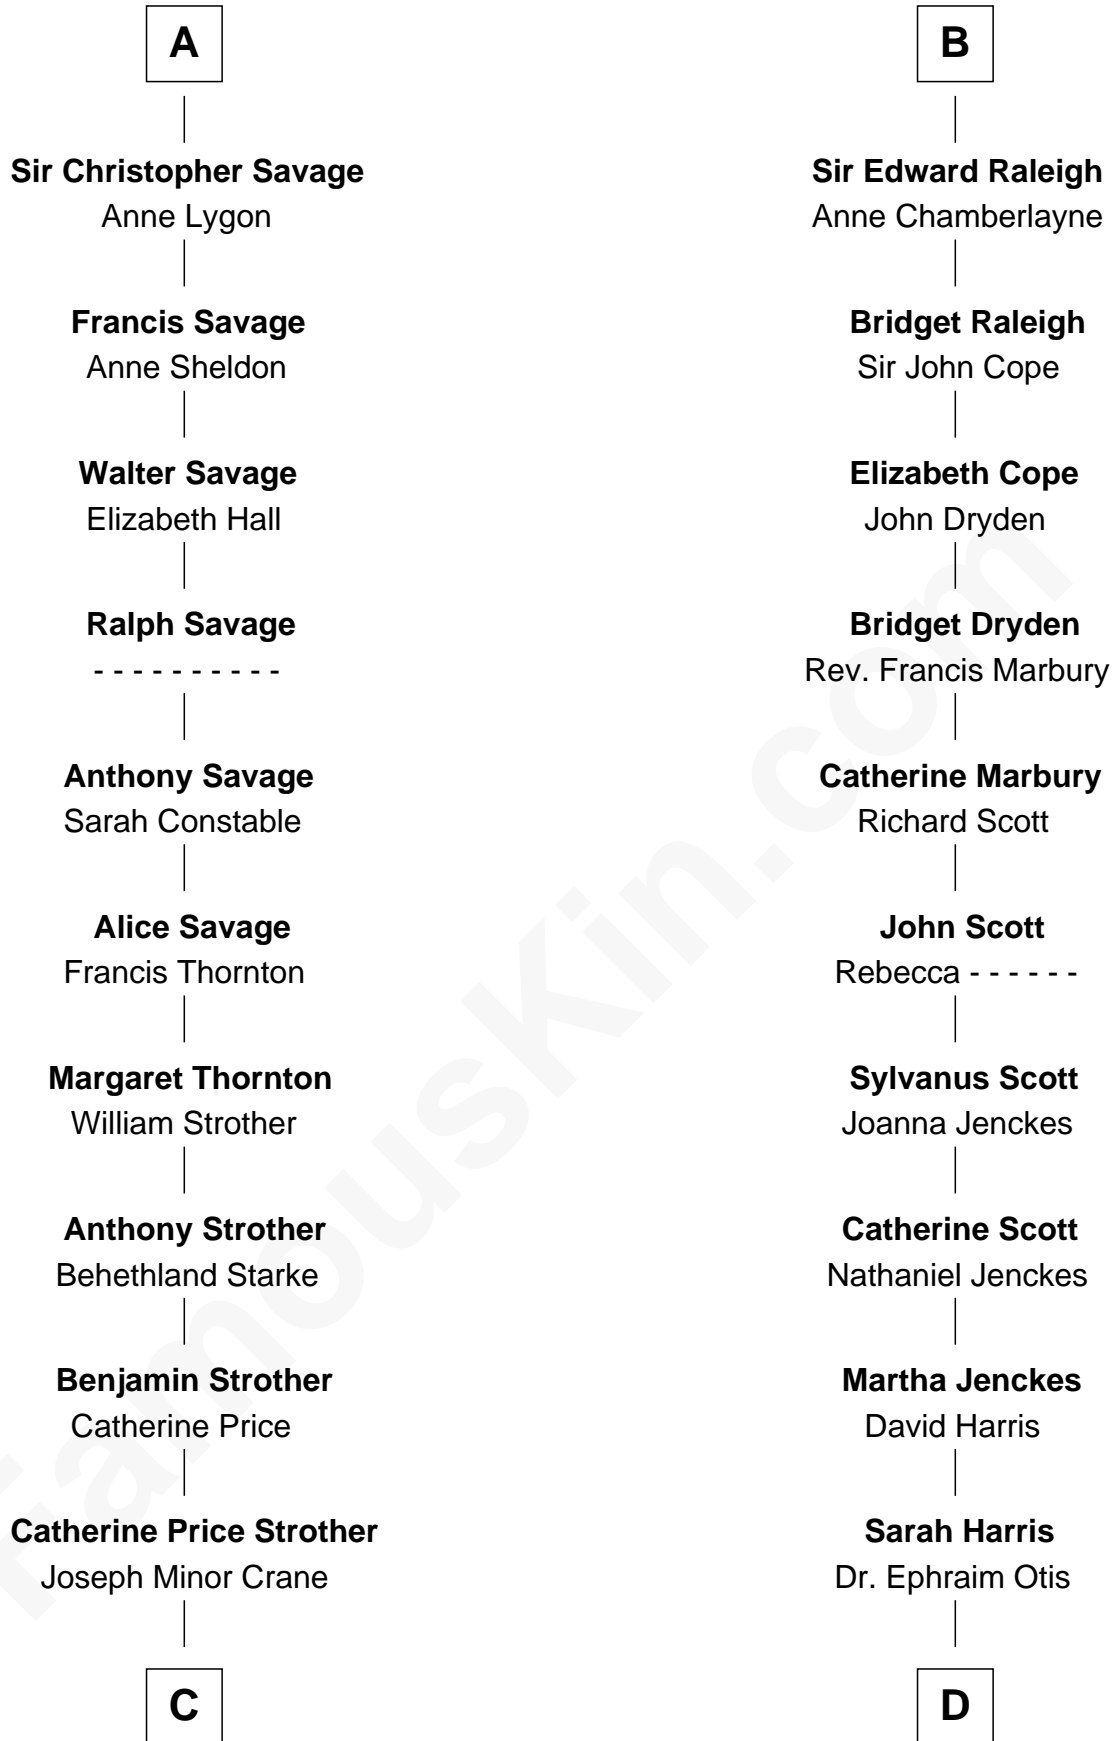 A
Sir Christopher Savage
Anne Lygon
Francis Savage
Anne Sheldon
Walter Savage
Elizabeth Hall
Ralph Savage
- - - - - - - - - -
Anthony Savage
Sarah Constable
Alice Savage
Francis Thornton
Margaret Thornton
William Strother
Anthony Strother
Behethland Starke
Benjamin Strother
Catherine Price
Catherine Price Strother
Joseph Minor Crane
C
B
Sir Edward Raleigh
Anne Chamberlayne
Bridget Raleigh
Sir John Cope
Elizabeth Cope
John Dryden
Bridget Dryden
Rev. Francis Marbury
Catherine Marbury
Richard Scott
John Scott
Rebecca - - - - - -
Sylvanus Scott
Joanna Jenckes
Catherine Scott
Nathaniel Jenckes
Martha Jenckes
David Harris
Sarah Harris
Dr. Ephraim Otis
D
FamousKin.com